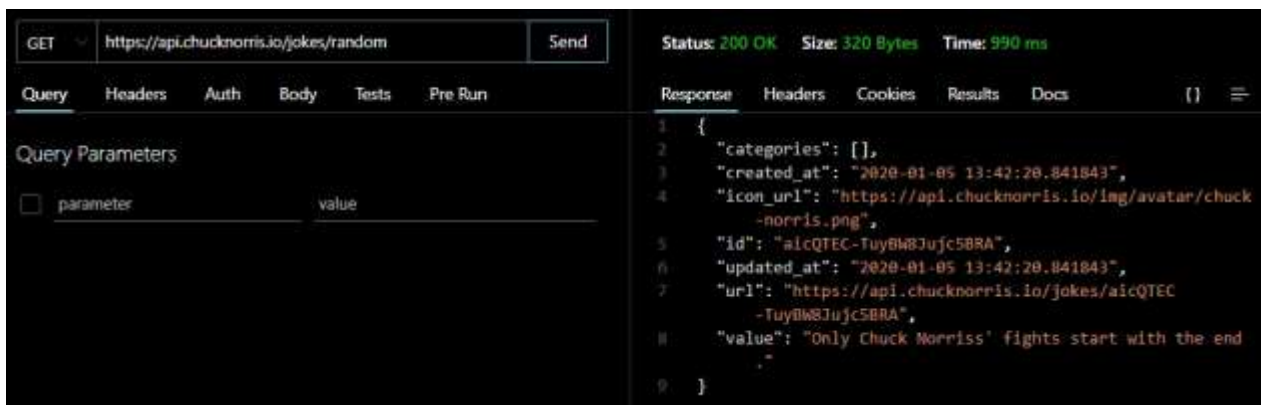 GET https://api.chucknorris.io/jokes/random Send
Query Headers Auth Body Tests Pre Run
Query Parameters
parameter value
Status: 200 OK Size: 320 Bytes Time: 990 ms
Response Headers Cookies Results Docs {}
1 {
2 "categories": [],
3 "created_at": "2020-01-05 13:42:20.841843",
4 "icon_url": "https://api.chucknorris.io/img/avatar/chuck
-norris.png",
5 "id": "aicQTEC-TuyBW8Jujc5BRA",
6 "updated_at": "2020-01-05 13:42:20.841843",
7 "url": "https://api.chucknorris.io/jokes/aicQTEC
-TuyBW8Jujc5BRA",
8 "value": "Only Chuck Norriss' fights start with the end
."
9 }